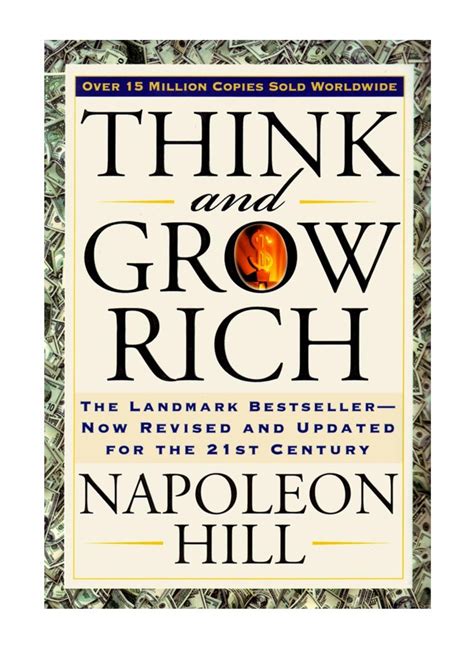 OVER 15 MILLION COPIES SOLD WORLDWIDE
THINK
and
GROW
RICH
THE LANDMARK BESTSELLER—
NOW REVISED AND UPDATED
FOR THE 21ST CENTURY
NAPOLEON
HILL